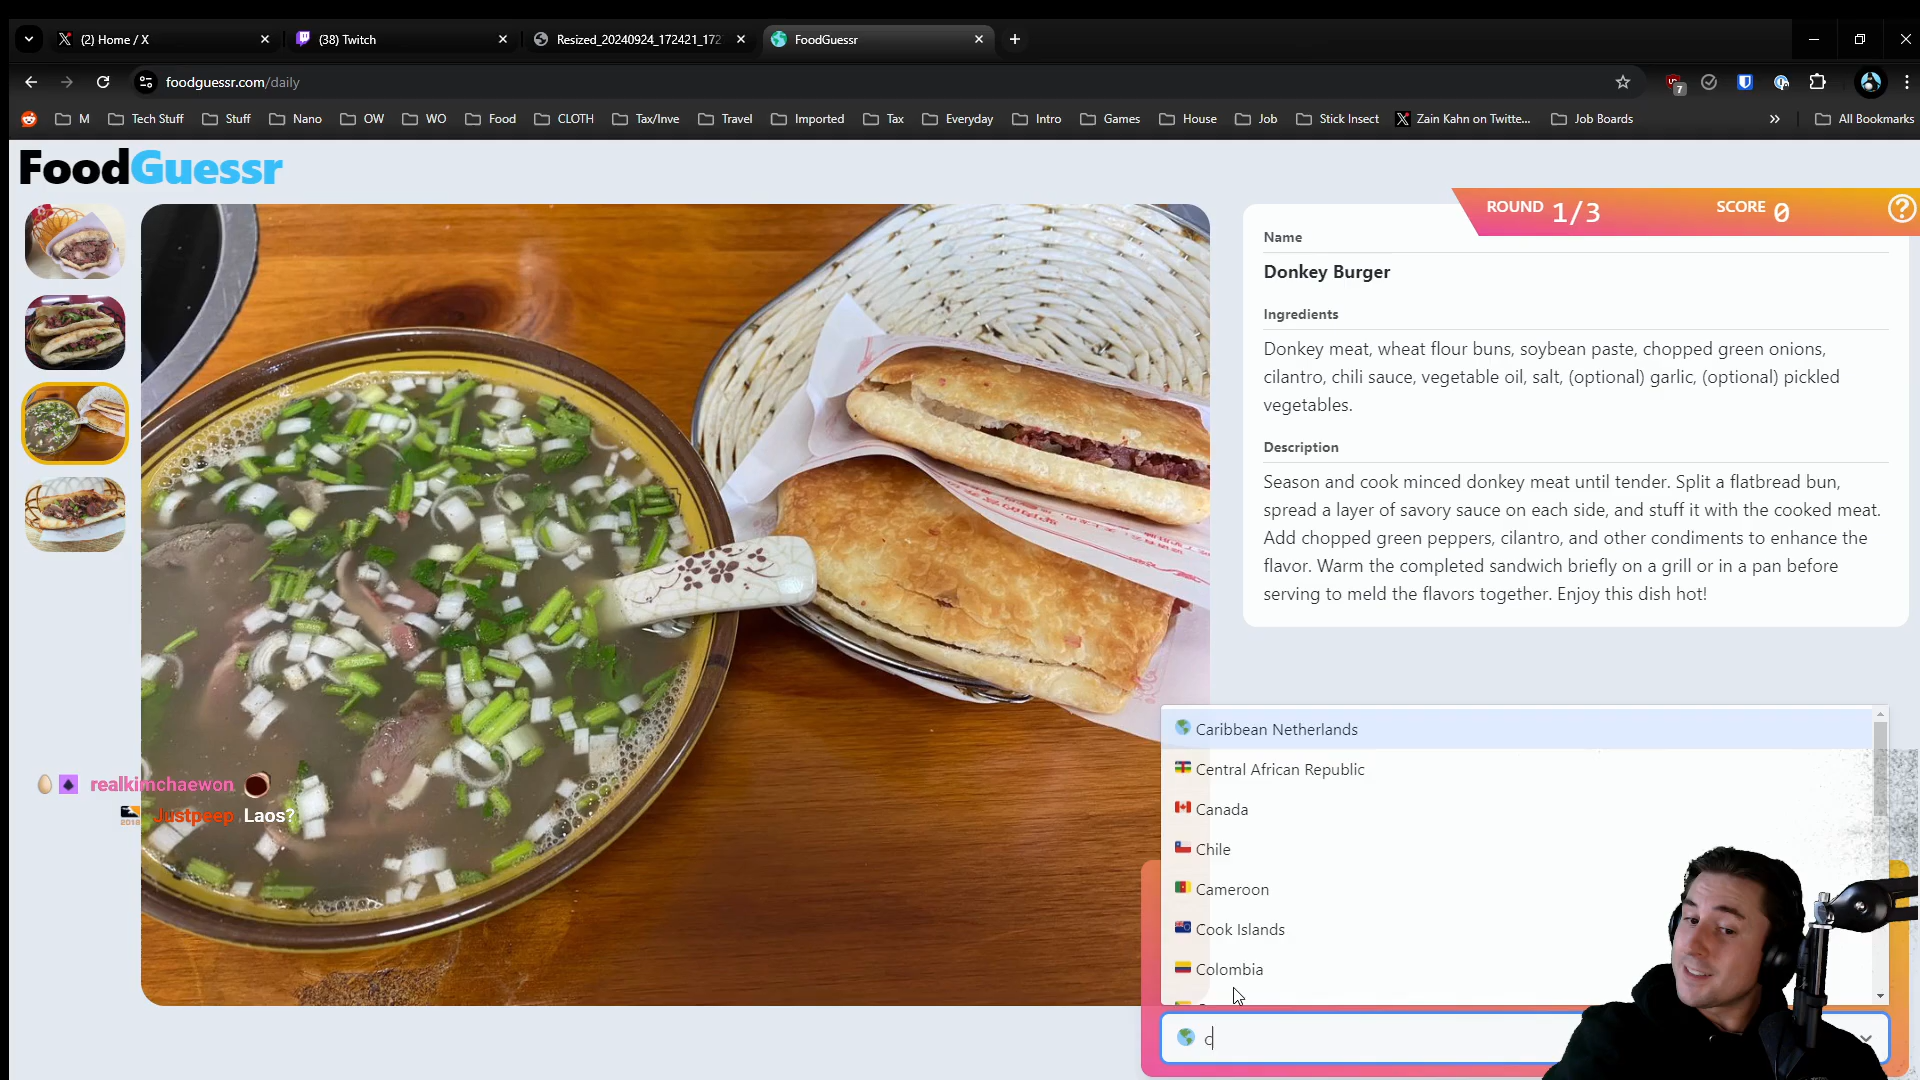 (2) Home / X
(38) Twitch
Resized_20240924_172421_172
FoodGuessr
foodguessr.com/daily
7
M
Tech Stuff
Stuff
Nano
OW
WO
Food
CLOTH
Tax/Inve
Travel
Imported
Tax
Everyday
Intro
Games
House
Job
Stick Insect
Zain Kahn on Twitte...
Job Boards
»
All Bookmarks
FoodGuessr
ROUND 1/3
SCORE 0
?
Name
Donkey Burger
Ingredients
Donkey meat, wheat flour buns, soybean paste, chopped green onions,
cilantro, chili sauce, vegetable oil, salt, (optional) garlic, (optional) pickled
vegetables.
Description
Season and cook minced donkey meat until tender. Split a flatbread bun,
spread a layer of savory sauce on each side, and stuff it with the cooked meat.
Add chopped green peppers, cilantro, and other condiments to enhance the
flavor. Warm the completed sandwich briefly on a grill or in a pan before
serving to meld the flavors together. Enjoy this dish hot!
Caribbean Netherlands
Central African Republic
Canada
Chile
Cameroon
Cook Islands
Colombia
c
realkimchaewon
Justpeep Laos?